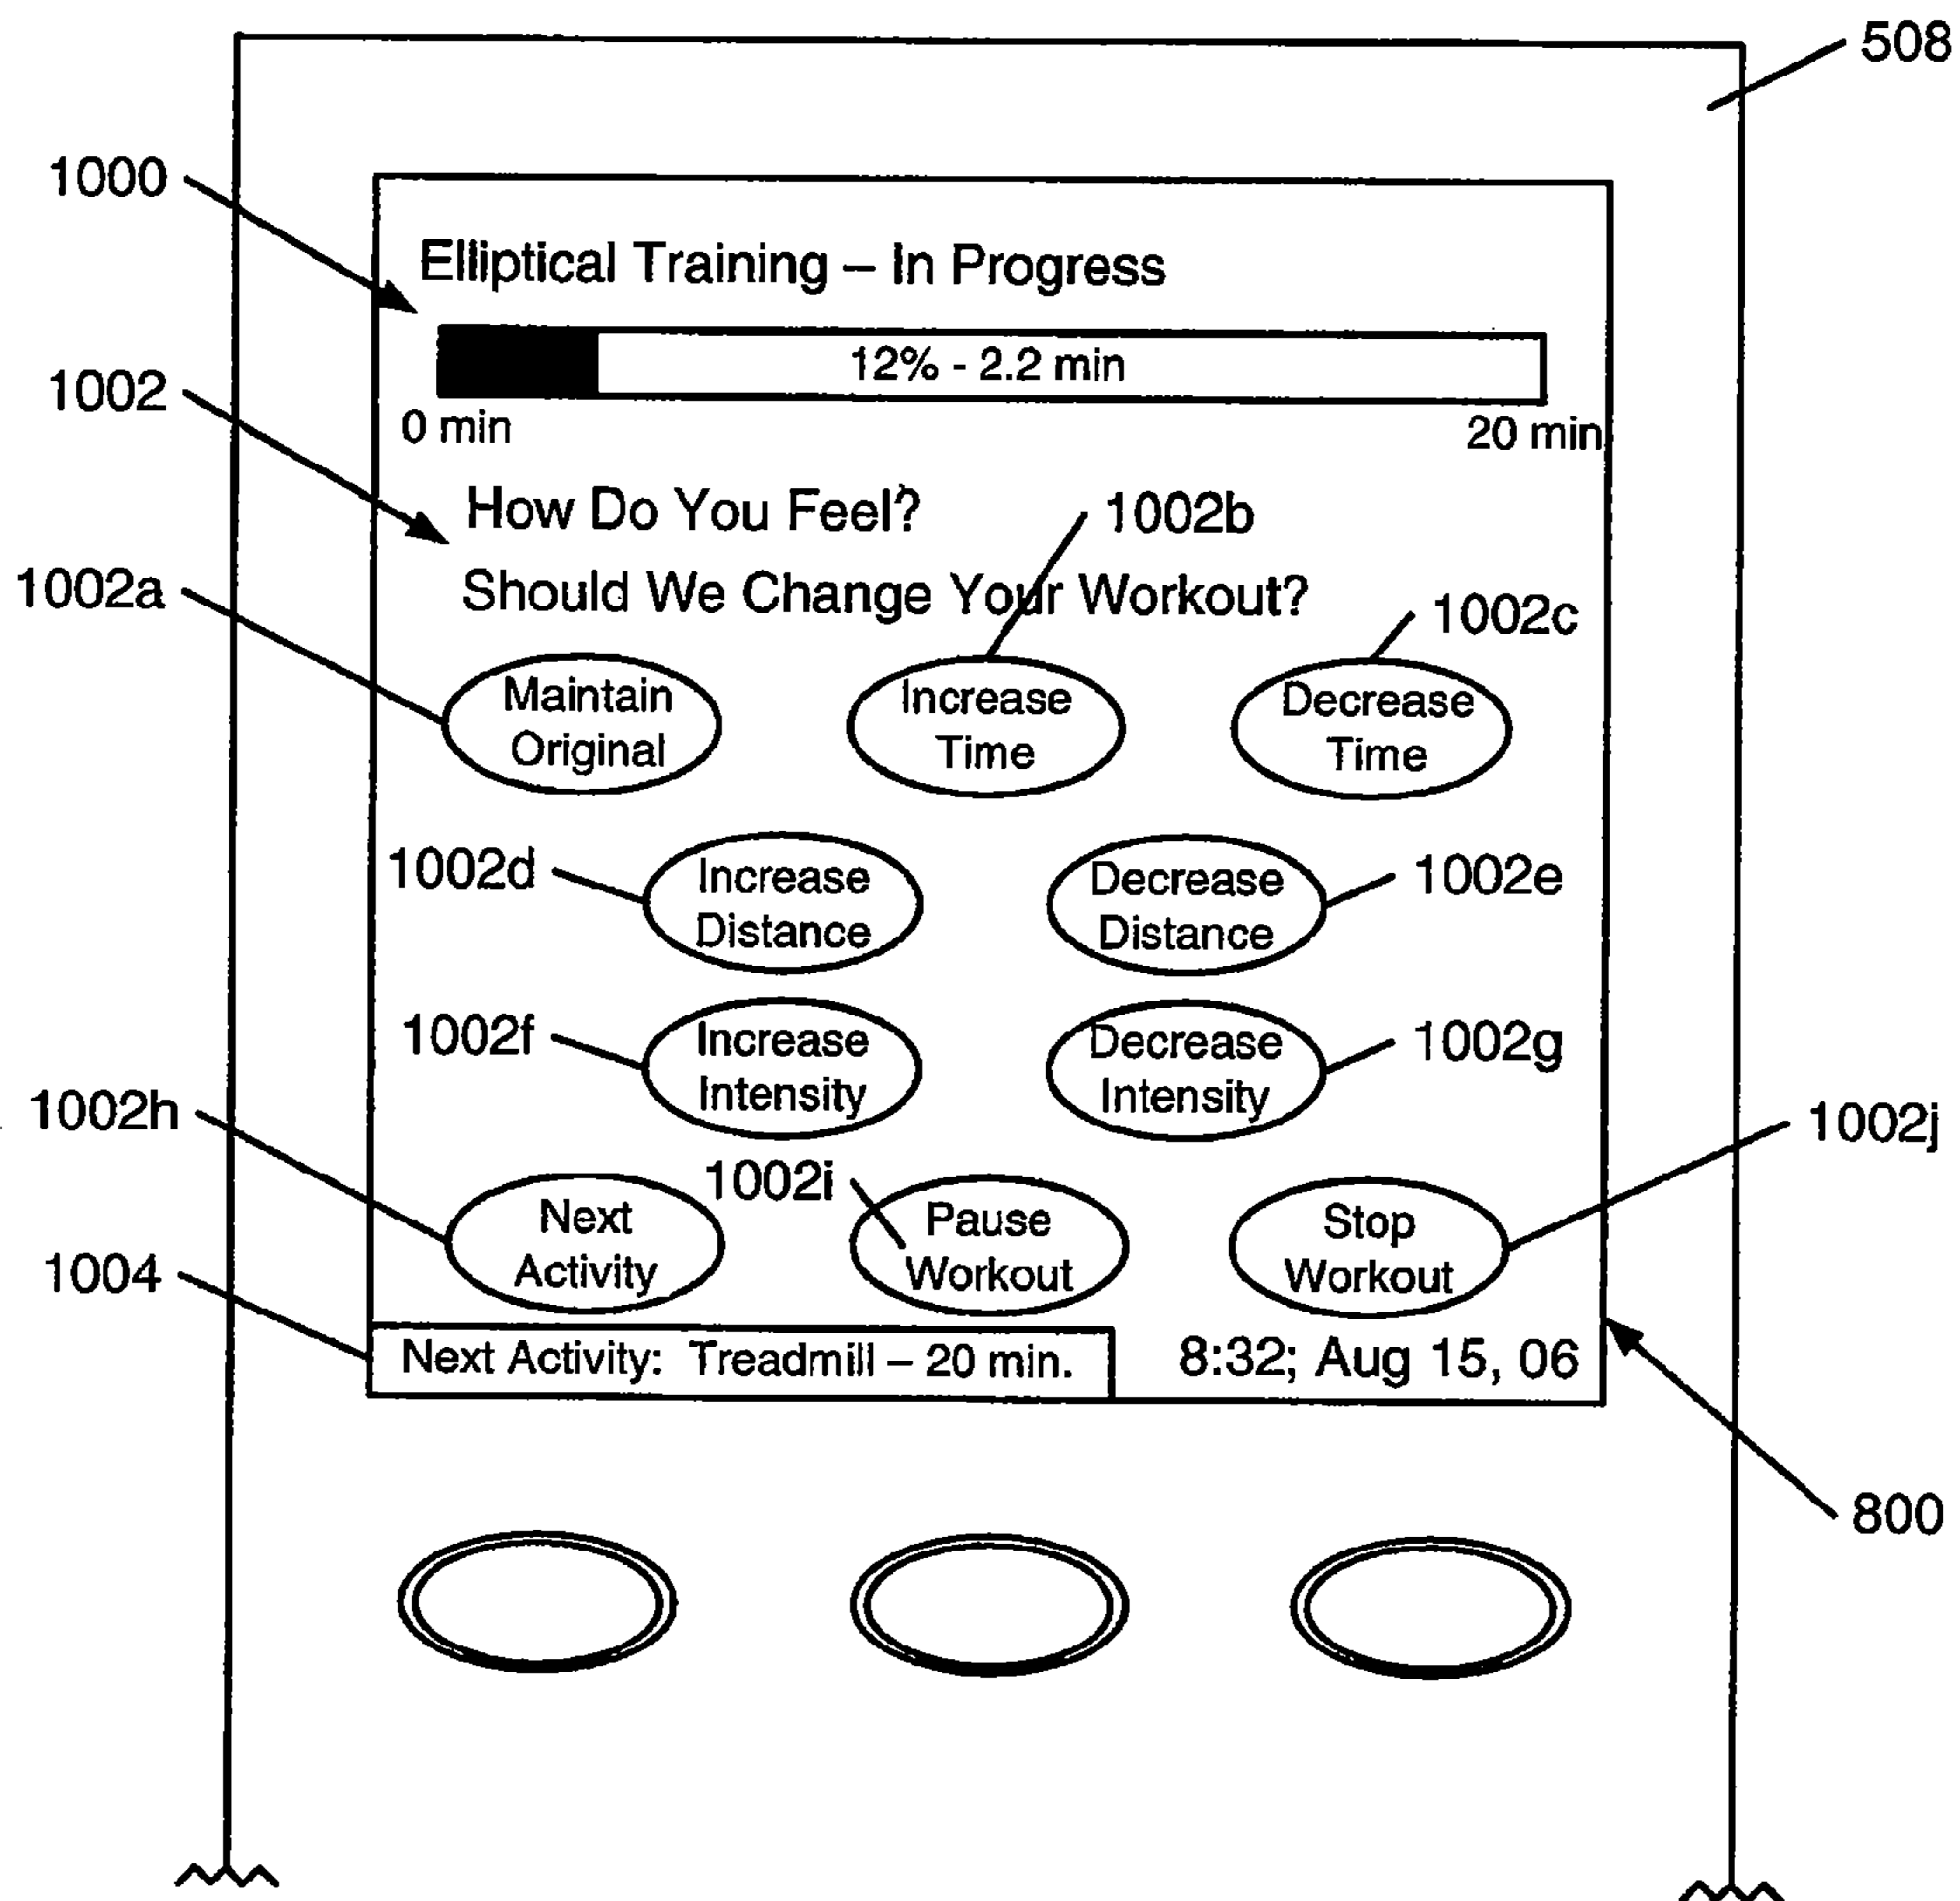 508
1000
Elliptical Training – In Progress
12% - 2.2 min
1002
0 min 20 min
How Do You Feel?
1002b
1002a
Should We Change Your Workout?
1002c
Maintain
Original
Increase
Time
Decrease
Time
1002d
Increase
Distance
Decrease
Distance
1002e
1002f
Increase
Intensity
Decrease
Intensity
1002g
1002h
1002j
1002i
Next
Activity
Pause
Workout
Stop
Workout
1004
Next Activity: Treadmill – 20 min.
8:32; Aug 15, 06
800